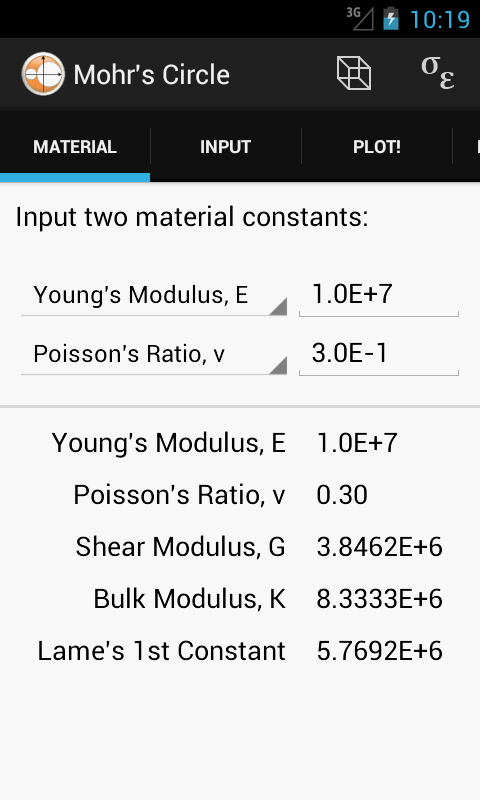 3G 10:19
Mohr's Circle σε
MATERIAL INPUT PLOT!
Input two material constants:
Young's Modulus, E 1.0E+7
Poisson's Ratio, v 3.0E-1
Young's Modulus, E 1.0E+7
Poisson's Ratio, v 0.30
Shear Modulus, G 3.8462E+6
Bulk Modulus, K 8.3333E+6
Lame's 1st Constant 5.7692E+6